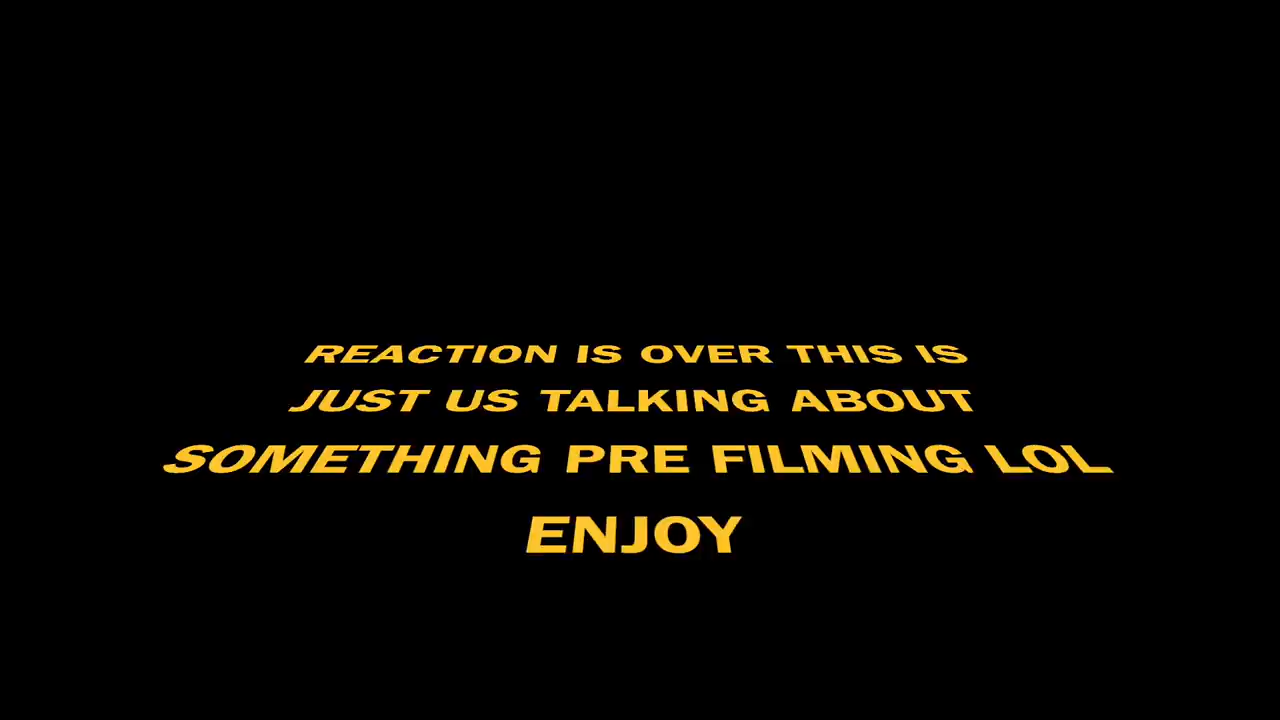 REACTION IS OVER THIS IS
JUST US TALKING ABOUT
SOMETHING PRE FILMING LOL
ENJOY